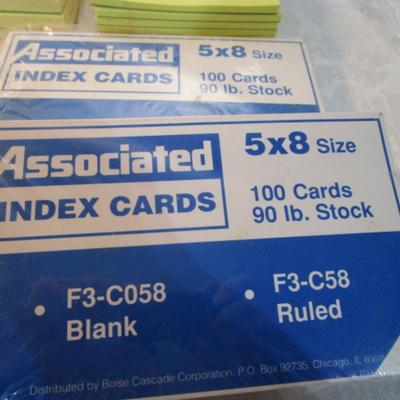 Associated
5x8 Size
INDEX CARDS
100 Cards
90 lb. Stock
Associated
5x8 Size
INDEX CARDS
100 Cards
90 lb. Stock
• F3-C058
Blank
• F3-C58
Ruled
Distributed by Boise Cascade Corporation. P.O. Box 92735, Chicago, IL